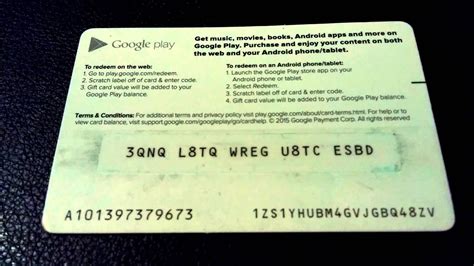 Google play
Get music, movies, books, Android apps and more on
Google Play. Purchase and enjoy your content on both
the web and your Android phone/tablet.
To redeem on the web:
1. Go to play.google.com/redeem.
2. Scratch label off of card & enter code.
3. Gift card value will be added to your
Google Play balance.
To redeem on an Android phone/tablet:
1. Launch the Google Play store app on your
Android phone or tablet.
2. Select Redeem.
3. Scratch label off of card & enter code.
4. Gift card value will be added to your Google Play balance.
Terms & Conditions: For additional terms and privacy policy visit play.google.com/about/card-terms.html. For help or to
view card balance, visit support.google.com/googleplay/go/cardhelp. © 2015 Google Payment Corp. All rights reserved
3QNQ L8TQ WREG U8TC ESBD
A101397379673
1ZS1YHUBM4GVJGBQ48ZV